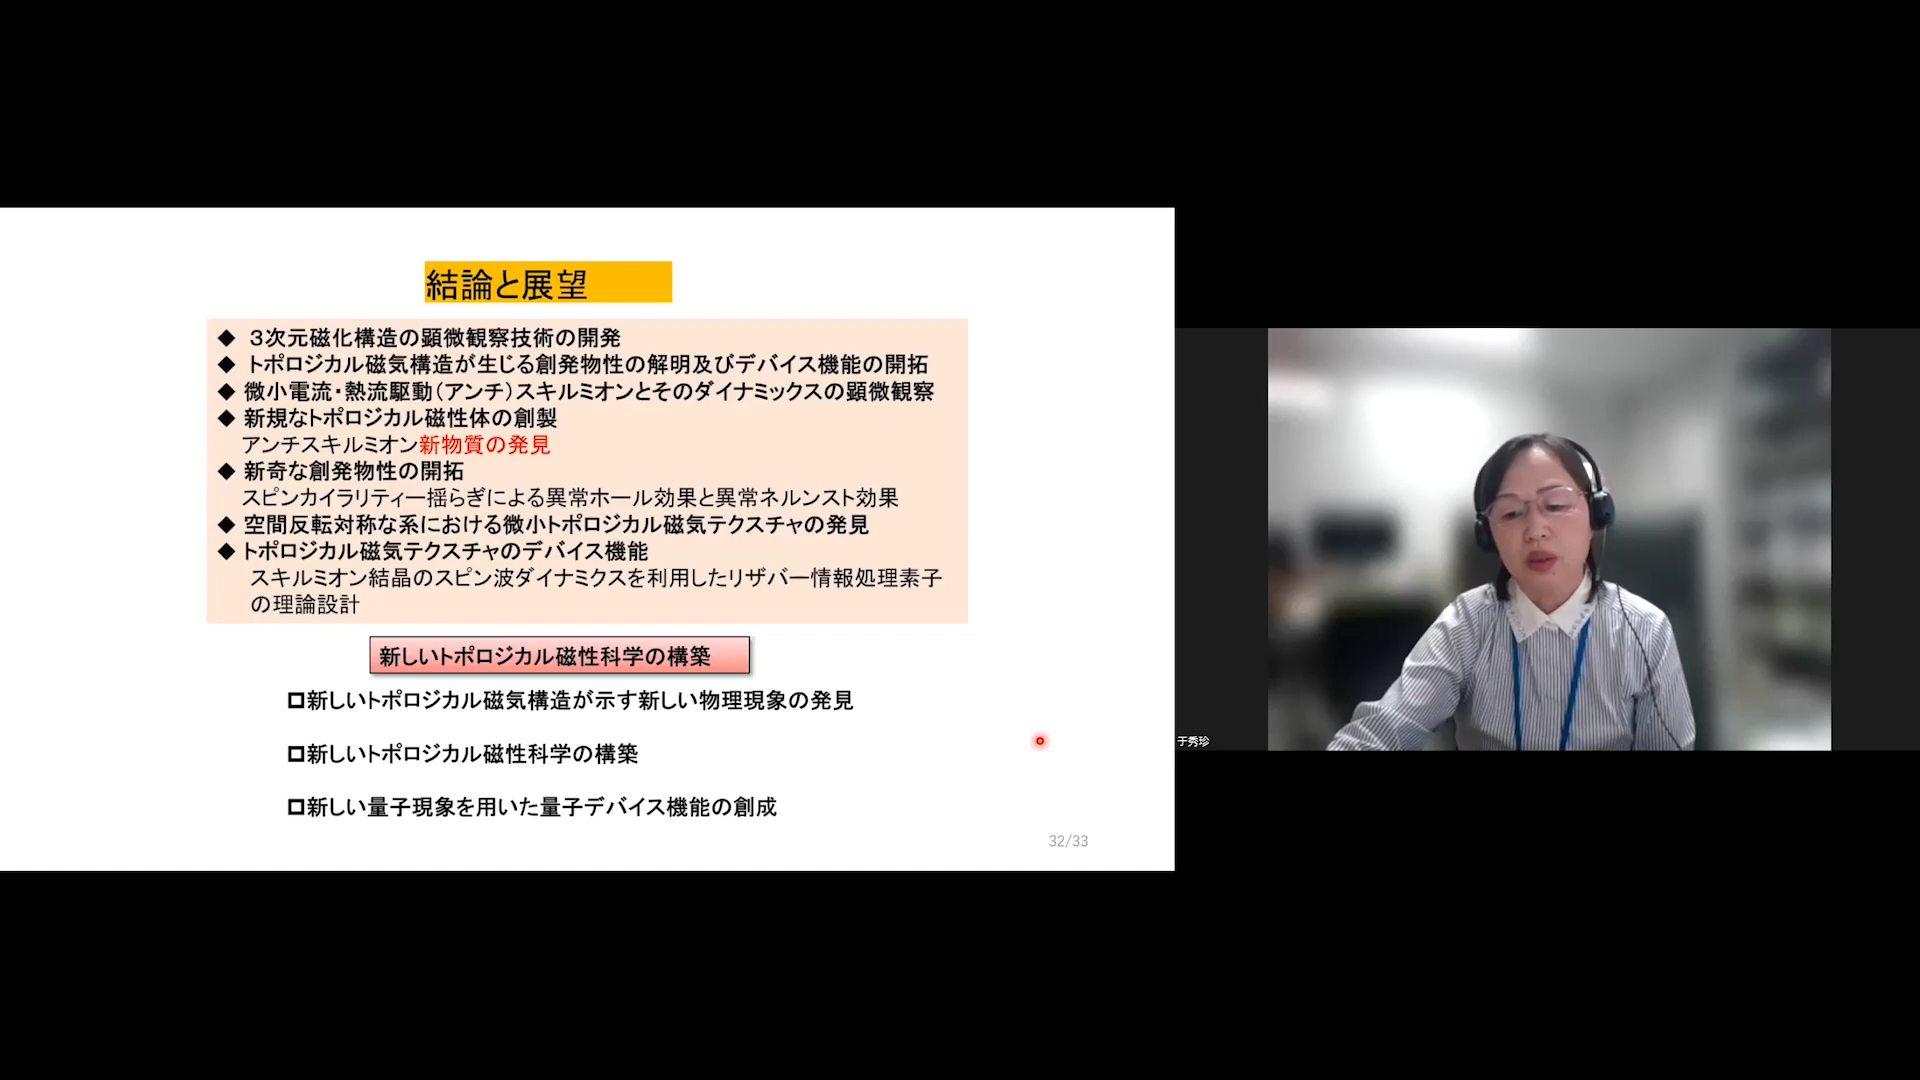 結論と展望
◆ ３次元磁化構造の顕微観察技術の開発
◆ トポロジカル磁気構造が生じる創発物性の解明及びデバイス機能の開拓
◆ 微小電流・熱流駆動（アンチ）スキルミオンとそのダイナミックスの顕微観察
◆ 新規なトポロジカル磁性体の創製
アンチスキルミオン新物質の発見
◆ 新奇な創発物性の開拓
スピンカイラリティー揺らぎによる異常ホール効果と異常ネルンスト効果
◆ 空間反転対称な系における微小トポロジカル磁気テクスチャの発見
◆ トポロジカル磁気テクスチャのデバイス機能
スキルミオン結晶のスピン波ダイナミクスを利用したリザバー情報処理素子
の理論設計
新しいトポロジカル磁性科学の構築
□新しいトポロジカル磁気構造が示す新しい物理現象の発見
□新しいトポロジカル磁性科学の構築
□新しい量子現象を用いた量子デバイス機能の創成
32/33
于秀珍